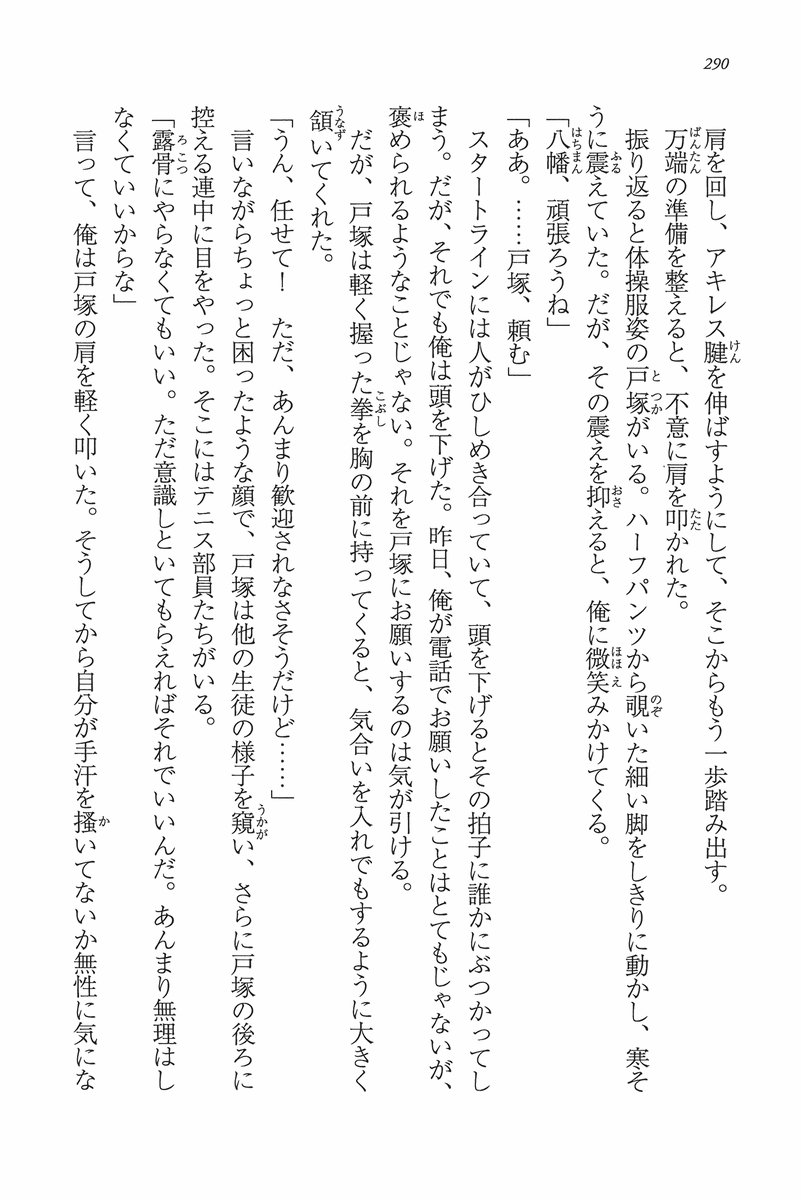 290
肩を回し、アキレス腱を伸ばすようにして、そこからもう一歩踏み出す。
万端の準備を整えると、不意に肩を叩かれた。
振り返ると体操服姿の戸塚がいる。ハーフパンツから覗いた細い脚をしきりに動かし、寒そ
うに震えていた。だが、その震えを抑えると、俺に微笑みかけてくる。
「八幡、頑張ろうね」
「ああ。……戸塚、頼む」
スタートラインには人がひしめき合っていて、頭を下げるとその拍子に誰かにぶつかってし
まう。だが、それでも俺は頭を下げた。昨日、俺が電話でお願いしたことはとてもじゃないが、
褒められるようなことじゃない。それを戸塚にお願いするのは気が引ける。
だが、戸塚は軽く握った拳を胸の前に持ってくると、気合いを入れでもするように大きく
頷いてくれた。
「うん、任せて！　ただ、あんまり歓迎されなさそうだけど……」
言いながらちょっと困ったような顔で、戸塚は他の生徒の様子を窺い、さらに戸塚の後ろに
控える連中に目をやった。そこにはテニス部員たちがいる。
「露骨にやらなくてもいい。ただ意識しといてもらえればそれでいいんだ。あんまり無理はし
なくていいからな」
言って、俺は戸塚の肩を軽く叩いた。そうしてから自分が手汗を掻いてないか無性に気にな